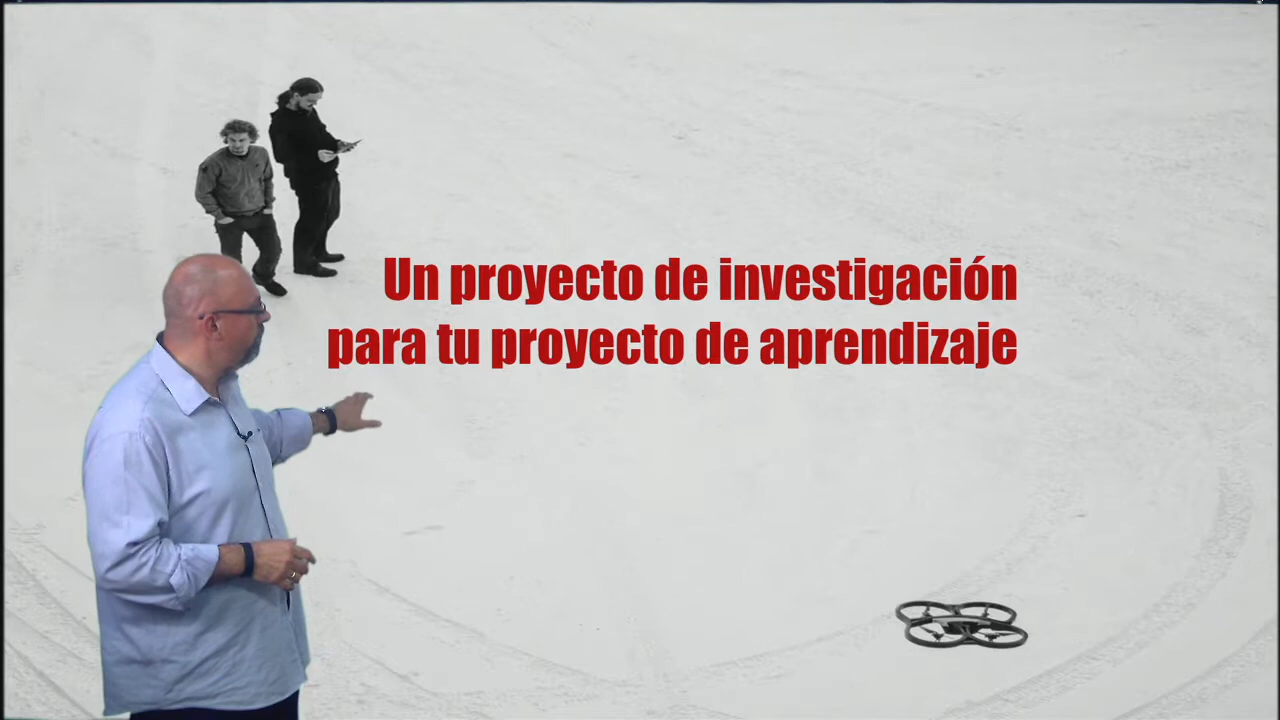 Un proyecto de investigación
para tu proyecto de aprendizaje